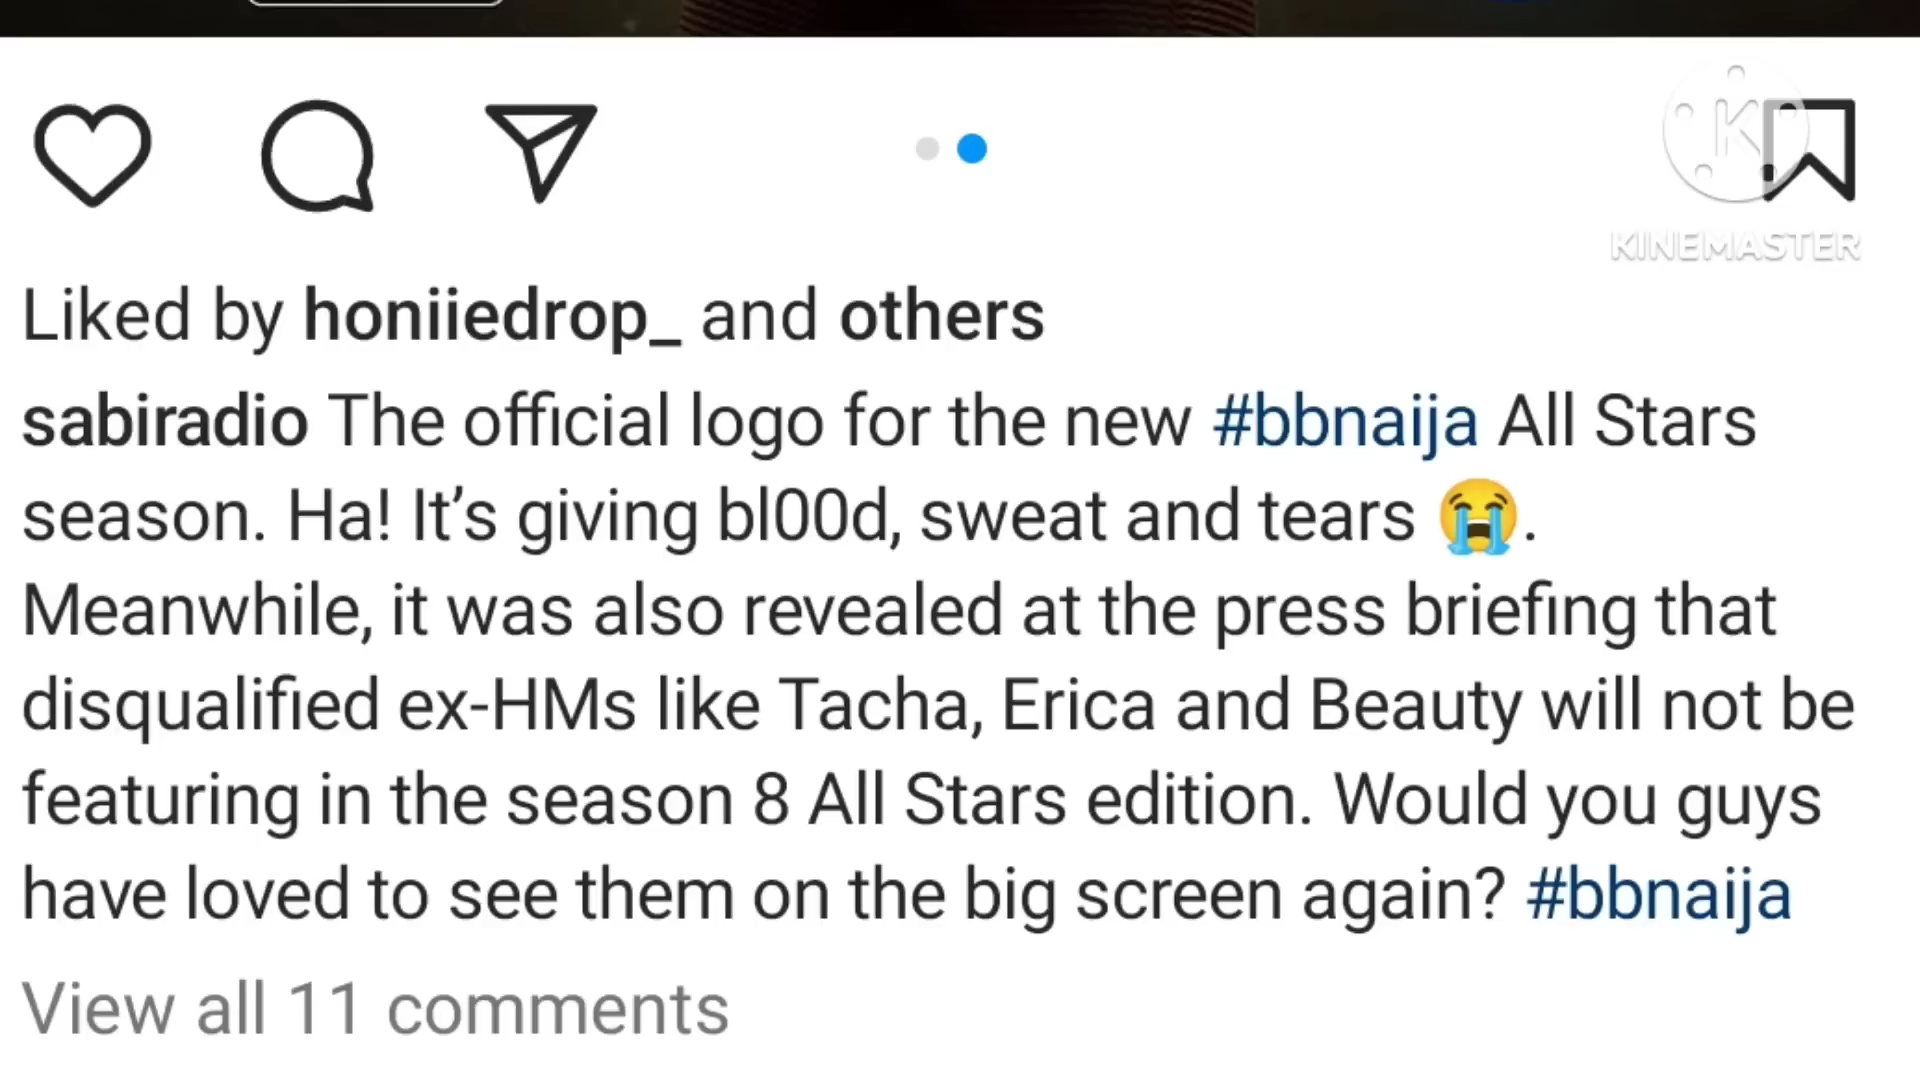 KINEMASTER
Liked by honiiedrop_ and others
sabiradio The official logo for the new #bbnaija All Stars
season. Ha! It’s giving bl00d, sweat and tears 😭.
Meanwhile, it was also revealed at the press briefing that
disqualified ex-HMs like Tacha, Erica and Beauty will not be
featuring in the season 8 All Stars edition. Would you guys
have loved to see them on the big screen again? #bbnaija
View all 11 comments